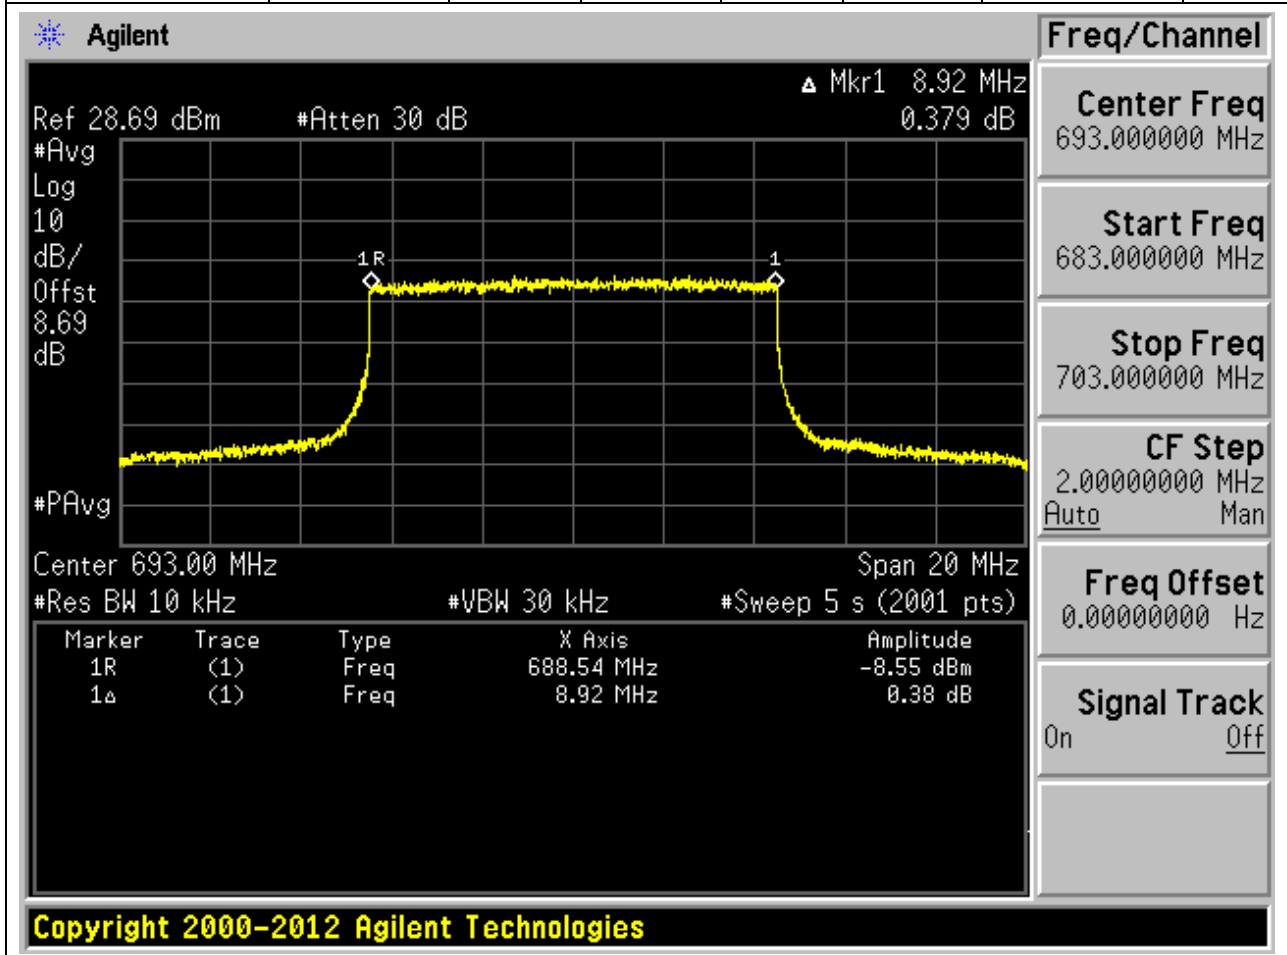 Agilent
Freq/Channel
▵ Mkr1 8.92 MHz
Ref 28.69 dBm #Atten 30 dB 0.379 dB
#Avg
Log
10
dB/
Offst
8.69
dB
1R 1
#PAvg
Center 693.00 MHz Span 20 MHz
#Res BW 10 kHz #VBW 30 kHz #Sweep 5 s (2001 pts)
Marker Trace Type X Axis Amplitude
1R (1) Freq 688.54 MHz -8.55 dBm
1▵ (1) Freq 8.92 MHz 0.38 dB
Center Freq
693.000000 MHz
Start Freq
683.000000 MHz
Stop Freq
703.000000 MHz
CF Step
2.00000000 MHz
Auto Man
Freq Offset
0.00000000 Hz
Signal Track
On Off
Copyright 2000-2012 Agilent Technologies